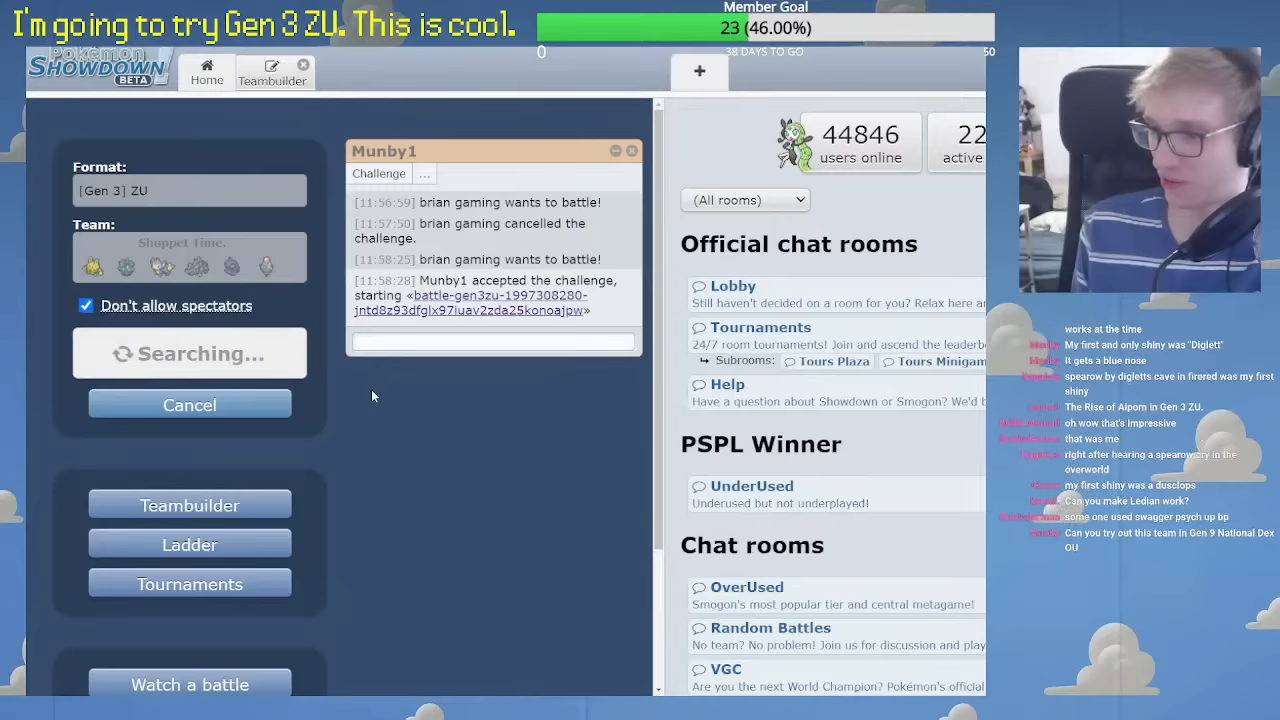 I'm going to try Gen 3 ZU. This is cool.
Member Goal
23 (46.00%)
0
38 DAYS TO GO
50
Pokémon
SHOWDOWN!
BETA
Home
Teambuilder
+
Format:
[Gen 3] ZU
Team:
Shuppet Time.
Don't allow spectators
Searching...
Cancel
Teambuilder
Ladder
Tournaments
Watch a battle
Munby1
Challenge
...
[11:56:59] brian gaming wants to battle!
[11:57:50] brian gaming cancelled the
challenge.
[11:58:25] brian gaming wants to battle!
[11:58:28] Munby1 accepted the challenge,
starting «battle-gen3zu-1997308280-
jntd8z93dfglx97iuav2zda25konoajpw»
44846
users online
22
active
(All rooms)
Official chat rooms
Lobby
Still haven't decided on a room for you? Relax here an
Tournaments
24/7 room tournaments! Join and ascend the leaderb
Subrooms: Tours Plaza Tours Minigam
Help
Have a question about Showdown or Smogon? We'd b
PSPL Winner
UnderUsed
Underused but not underplayed!
Chat rooms
OverUsed
Smogon's most popular tier and central metagame!
Random Battles
No team? No problem! Join us for discussion and play
VGC
Are you the next World Champion? Pokémon's official
works at the time
My first and only shiny was "Diglett"
It gets a blue nose
spearow by digletts cave in firered was my first
shiny
The Rise of Aipom in Gen 3 ZU.
oh wow that's impressive
that was me
right after hearing a spearow cry in the
overworld
my first shiny was a dusclops
Can you make Ledian work?
some one used swagger psych up bp
Can you try out this team in Gen 9 National Dex
OU